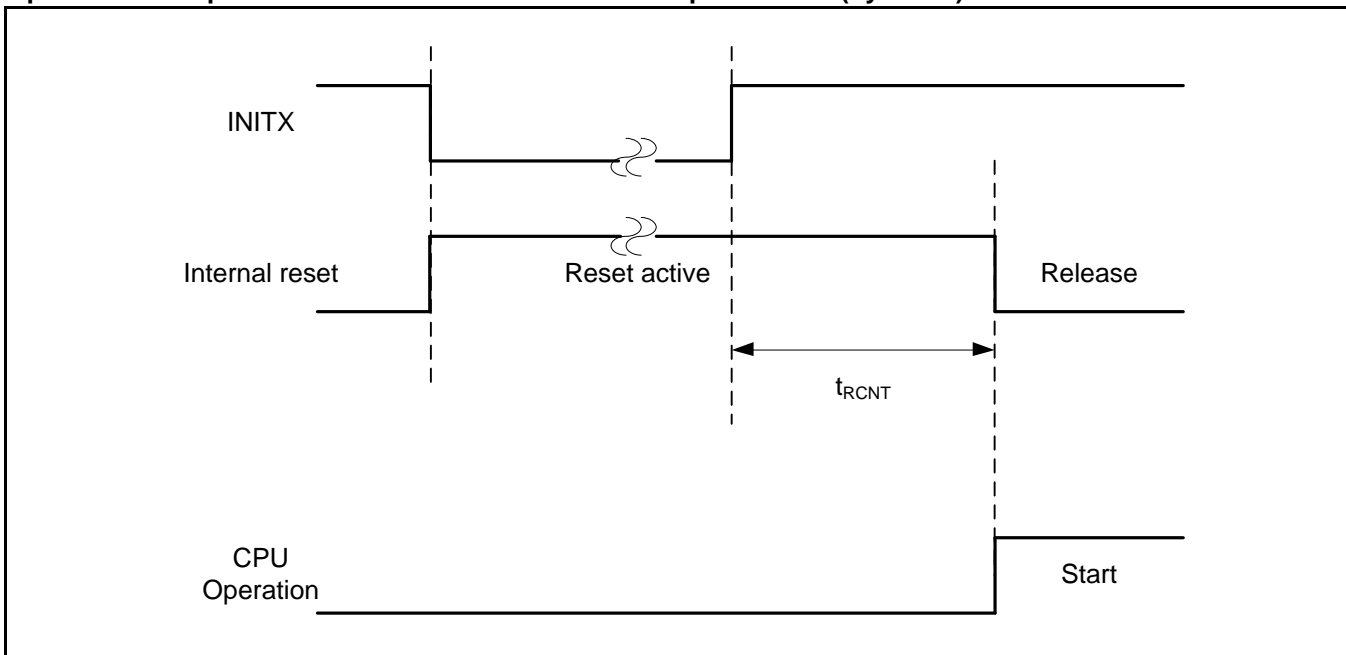 INITX
Internal reset
Reset active
Release
tRCNT
CPU
Operation
Start